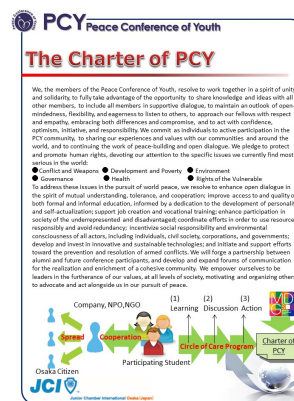 PCY Peace Conference of Youth
The Charter of PCY
We, the members of the Peace Conference of Youth, resolve to work together in a spirit of unity
and solidarity, to fully take advantage of the opportunity to share knowledge and ideas with all
other members, to include all members in supportive dialogue, to maintain an outlook of open-
mindedness, flexibility, and eagerness to listen to others, to approach our fellows with respect
and empathy, embracing both differences and compromise, and to act with confidence,
optimism, initiative, and responsibility. We commit as individuals to active participation in the
PCY community, to sharing our experiences and values with our communities and around the
world, and to continuing the work of peace-building and open dialogue. We pledge to protect
and promote human rights, devoting our attention to the specific issues we currently find most
serious in the world:
●Conflict and Weapons ●Development and Poverty ●Environment
●Governance ●Health ●Rights of the Vulnerable
To address these issues in the pursuit of world peace, we resolve to enhance open dialogue in
the spirit of mutual understanding, tolerance, and cooperation; improve access to and quality of
both formal and informal education, informed by a dedication to the development of personality
and self-actualization; support job creation and vocational training; enhance participation in
society of the underrepresented and disadvantaged; coordinate efforts in order to use resources
responsibly and avoid redundancy; incentivize social responsibility and environmental
consciousness of all actors, including individuals, civil society, corporations, and governments;
develop and invest in innovative and sustainable technologies; and initiate and support efforts
toward the prevention and resolution of armed conflicts. We will forge a partnership between
alumni and future conference participants, and develop and expand forums of communication
for the realization and enrichment of a cohesive community. We empower ourselves to be
leaders in the furtherance of our values, at all levels of society, motivating and organizing others
to advocate and act alongside us in our pursuit of peace.
Company, NPO,NGO
(1) (2) (3)
Learning Discussion Action
Spread
Cooperation
Circle of Care Program
Charter of
PCY
Participating Student
Osaka Citizen
JCI
Junior Chamber International Osaka (Japan)